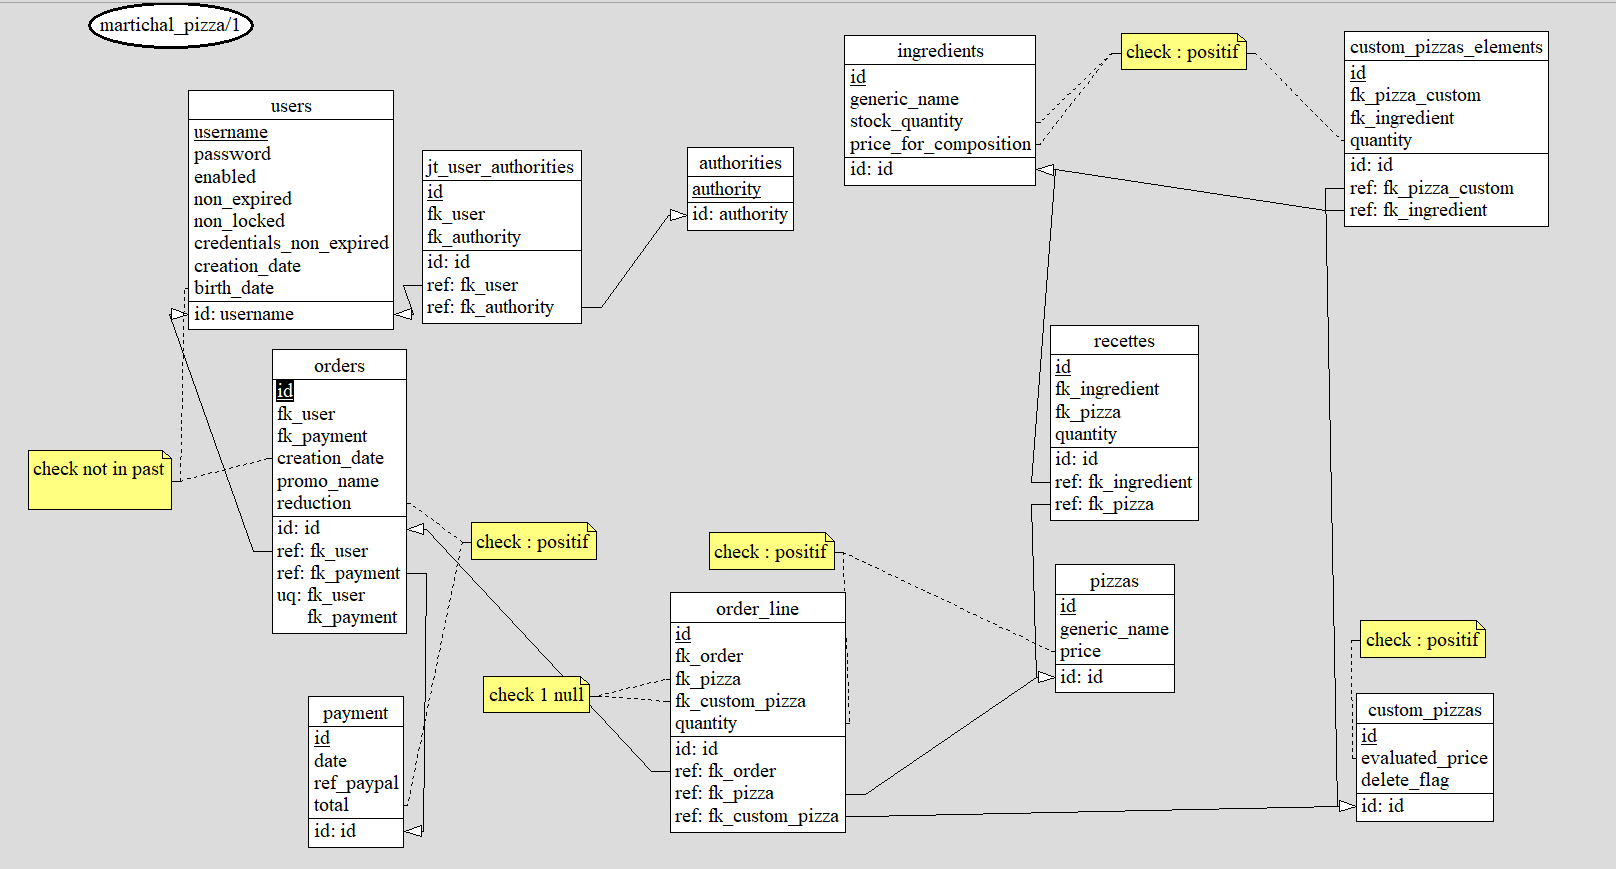 martichal_pizza/1
users
username
password
enabled
non_expired
non_locked
credentials_non_expired
creation_date
birth_date
id: username
jt_user_authorities
id
fk_user
fk_authority
id: id
ref: fk_user
ref: fk_authority
authorities
authority
id: authority
ingredients
id
generic_name
stock_quantity
price_for_composition
id: id
check : positif
custom_pizzas_elements
id
fk_pizza_custom
fk_ingredient
quantity
id: id
ref: fk_pizza_custom
ref: fk_ingredient
orders
id
fk_user
fk_payment
creation_date
promo_name
reduction
id: id
ref: fk_user
ref: fk_payment
uq: fk_user
fk_payment
check not in past
check : positif
recettes
id
fk_ingredient
fk_pizza
quantity
id: id
ref: fk_ingredient
ref: fk_pizza
check : positif
order_line
id
fk_order
fk_pizza
fk_custom_pizza
quantity
id: id
ref: fk_order
ref: fk_pizza
ref: fk_custom_pizza
check 1 null
pizzas
id
generic_name
price
id: id
payment
id
date
ref_paypal
total
id: id
check : positif
custom_pizzas
id
evaluated_price
delete_flag
id: id